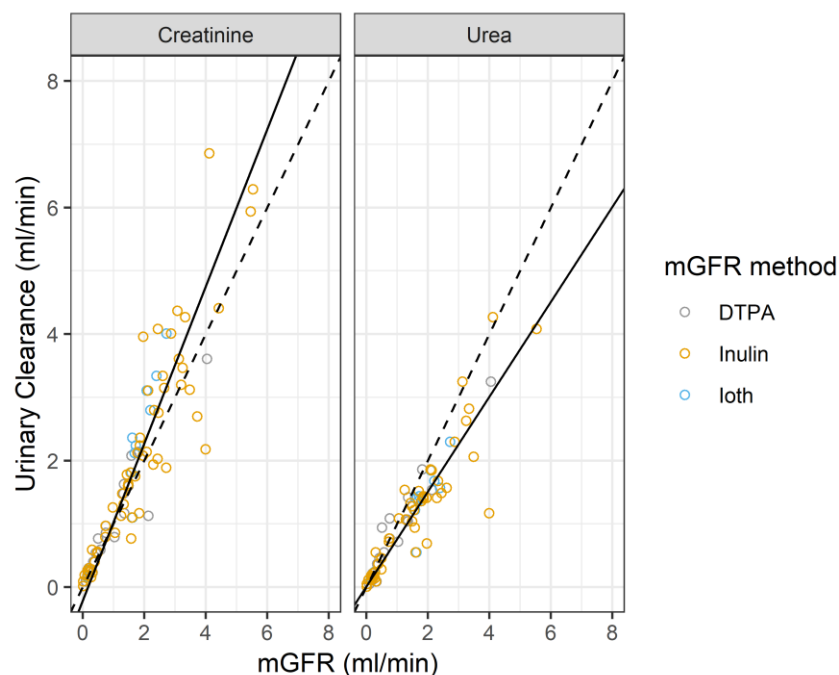 Creatinine
Urea
Urinary Clearance (ml/min)
8
6
4
2
0
0 2 4 6 8
0 2 4 6 8
mGFR (ml/min)
mGFR method
DTPA
Inulin
Ioth